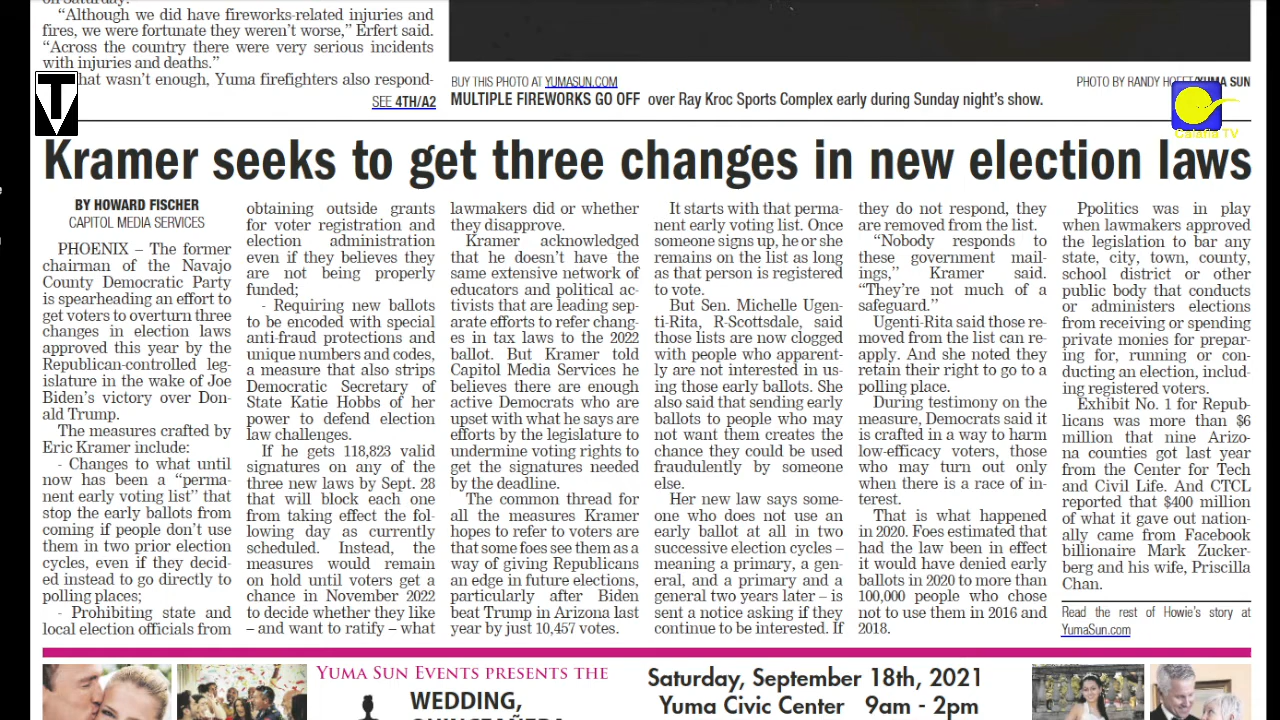 “Although we did have fireworks-related injuries and
fires, we were fortunate they weren’t worse,” Erfert said.
“Across the country there were very serious incidents
with injuries and deaths.”
hat wasn’t enough, Yuma firefighters also respond-
SEE 4TH/A2
T
BUY THIS PHOTO AT YUMASUN.COM
PHOTO BY RANDY HOEFT/YUMA SUN
MULTIPLE FIREWORKS GO OFF over Ray Kroc Sports Complex early during Sunday night’s show.
Calafia TV
Kramer seeks to get three changes in new election laws
BY HOWARD FISCHER
CAPITOL MEDIA SERVICES
PHOENIX – The former
chairman of the Navajo
County Democratic Party
is spearheading an effort to
get voters to overturn three
changes in election laws
approved this year by the
Republican-controlled leg-
islature in the wake of Joe
Biden’s victory over Don-
ald Trump.
The measures crafted by
Eric Kramer include:
- Changes to what until
now has been a “perma-
nent early voting list” that
stop the early ballots from
coming if people don’t use
them in two prior election
cycles, even if they decid-
ed instead to go directly to
polling places;
- Prohibiting state and
local election officials from
obtaining outside grants
for voter registration and
election administration
even if they believes they
are not being properly
funded;
- Requiring new ballots
to be encoded with special
anti-fraud protections and
unique numbers and codes,
a measure that also strips
Democratic Secretary of
State Katie Hobbs of her
power to defend election
law challenges.
If he gets 118,823 valid
signatures on any of the
three new laws by Sept. 28
that will block each one
from taking effect the fol-
lowing day as currently
scheduled. Instead, the
measures would remain
on hold until voters get a
chance in November 2022
to decide whether they like
– and want to ratify – what
lawmakers did or whether
they disapprove.
Kramer acknowledged
that he doesn’t have the
same extensive network of
educators and political ac-
tivists that are leading sep-
arate efforts to refer chang-
es in tax laws to the 2022
ballot. But Kramer told
Capitol Media Services he
believes there are enough
active Democrats who are
upset with what he says are
efforts by the legislature to
undermine voting rights to
get the signatures needed
by the deadline.
The common thread for
all the measures Kramer
hopes to refer to voters are
that some foes see them as a
way of giving Republicans
an edge in future elections,
particularly after Biden
beat Trump in Arizona last
year by just 10,457 votes.
It starts with that perma-
nent early voting list. Once
someone signs up, he or she
remains on the list as long
as that person is registered
to vote.
But Sen. Michelle Ugen-
ti-Rita, R-Scottsdale, said
those lists are now clogged
with people who apparent-
ly are not interested in us-
ing those early ballots. She
also said that sending early
ballots to people who may
not want them creates the
chance they could be used
fraudulently by someone
else.
Her new law says some-
one who does not use an
early ballot at all in two
successive election cycles –
meaning a primary, a gen-
eral, and a primary and a
general two years later – is
sent a notice asking if they
continue to be interested. If
they do not respond, they
are removed from the list.
“Nobody responds to
these government mail-
ings,” Kramer said.
“They’re not much of a
safeguard.”
Ugenti-Rita said those re-
moved from the list can re-
apply. And she noted they
retain their right to go to a
polling place.
During testimony on the
measure, Democrats said it
is crafted in a way to harm
low-efficacy voters, those
who may turn out only
when there is a race of in-
terest.
That is what happened
in 2020. Foes estimated that
had the law been in effect
it would have denied early
ballots in 2020 to more than
100,000 people who chose
not to use them in 2016 and
2018.
Ppolitics was in play
when lawmakers approved
the legislation to bar any
state, city, town, county,
school district or other
public body that conducts
or administers elections
from receiving or spending
private monies for prepar-
ing for, running or con-
ducting an election, includ-
ing registered voters.
Exhibit No. 1 for Repub-
licans was more than $6
million that nine Arizo-
na counties got last year
from the Center for Tech
and Civil Life. And CTCL
reported that $400 million
of what it gave out nation-
ally came from Facebook
billionaire Mark Zucker-
berg and his wife, Priscilla
Chan.
Read the rest of Howie’s story at
YumaSun.com
YUMA SUN EVENTS PRESENTS THE
WEDDING,
Saturday, September 18th, 2021
Yuma Civic Center 9am - 2pm